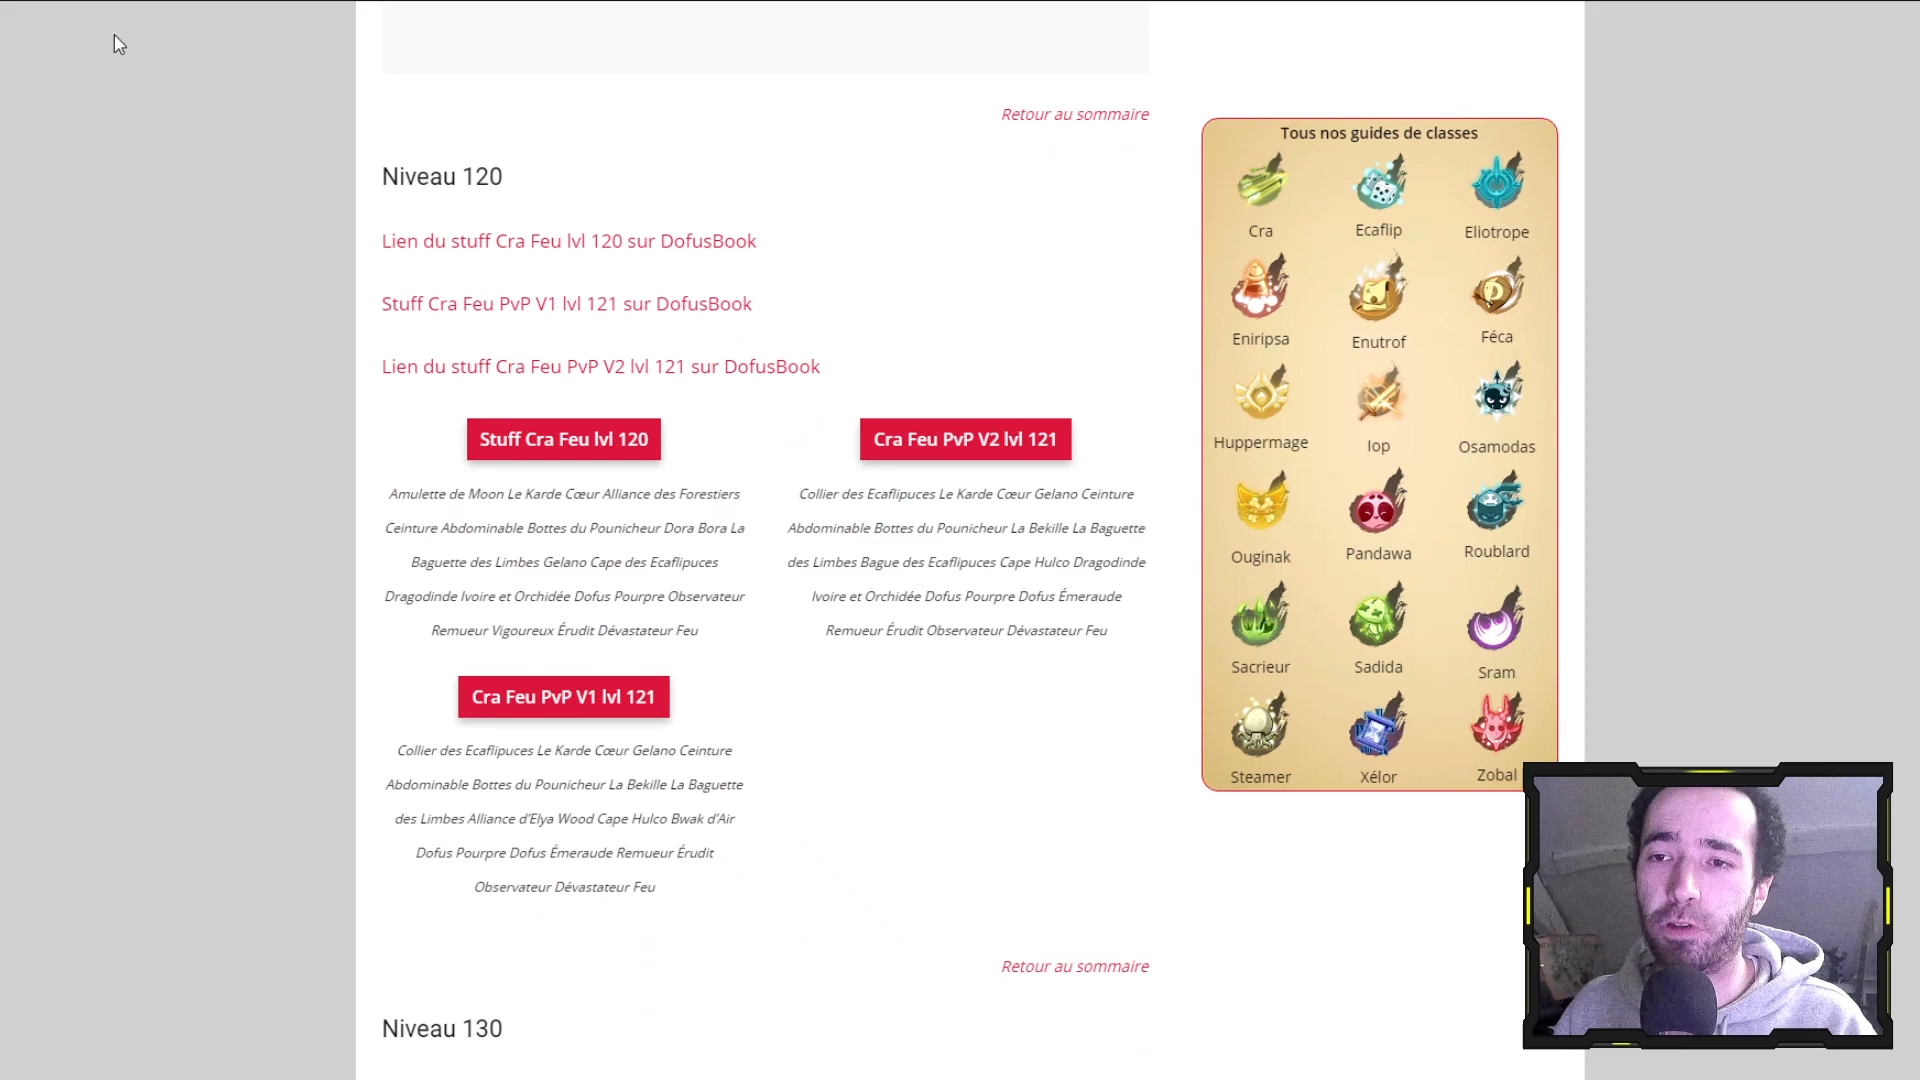 Retour au sommaire
Niveau 120
Lien du stuff Cra Feu lvl 120 sur DofusBook
Stuff Cra Feu PvP V1 lvl 121 sur DofusBook
Lien du stuff Cra Feu PvP V2 lvl 121 sur DofusBook
Stuff Cra Feu lvl 120
Amulette de Moon Le Karde Cœur Alliance des Forestiers
Ceinture Abdominable Bottes du Pounicheur Dora Bora La
Baguette des Limbes Gelano Cape des Ecaflipuces
Dragodinde Ivoire et Orchidée Dofus Pourpre Observateur
Remueur Vigoureux Érudit Dévastateur Feu
Cra Feu PvP V2 lvl 121
Collier des Ecaflipuces Le Karde Cœur Gelano Ceinture
Abdominable Bottes du Pounicheur La Bekille La Baguette
des Limbes Bague des Ecaflipuces Cape Hulco Dragodinde
Ivoire et Orchidée Dofus Pourpre Dofus Émeraude
Remueur Érudit Observateur Dévastateur Feu
Cra Feu PvP V1 lvl 121
Collier des Ecaflipuces Le Karde Cœur Gelano Ceinture
Abdominable Bottes du Pounicheur La Bekille La Baguette
des Limbes Alliance d'Elya Wood Cape Hulco Bwak d'Air
Dofus Pourpre Dofus Émeraude Remueur Érudit
Observateur Dévastateur Feu
Retour au sommaire
Niveau 130
Tous nos guides de classes
Cra
Ecaflip
Eliotrope
Eniripsa
Enutrof
Féca
Huppermage
Iop
Osamodas
Ouginak
Pandawa
Roublard
Sacrieur
Sadida
Sram
Steamer
Xélor
Zobal